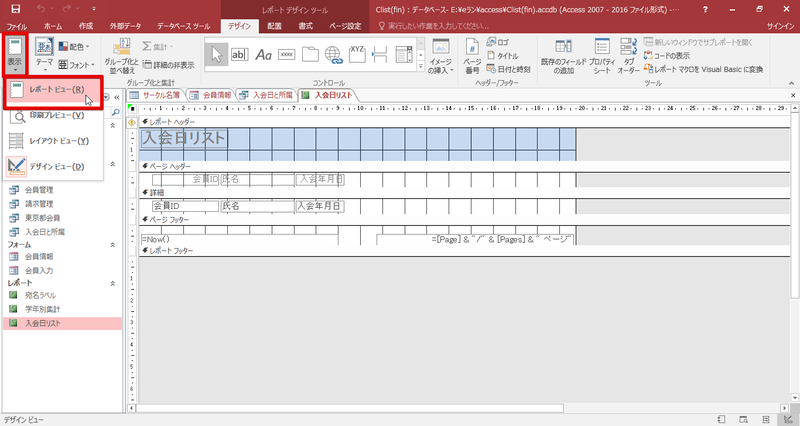 レポート デザイン ツール
Clist(fin) : データベース- E:¥eラン¥access¥Clist(fin).accdb (Access 2007 - 2016 ファイル形式) -...
ファイル ホーム 作成 外部データ データベース ツール デザイン 配置 書式 ページ設定 実行したい作業を入力してください... サインイン
表示
テーマ
配色
フォント
グループ化と並べ替え
集計
詳細の非表示
グループ化と集計
ab|
Aa
xxxx
XYZ
コントロール
イメージの挿入
ページ番号
ロゴ
タイトル
日付と時刻
ヘッダー/フッター
既存のフィールドの追加
プロパティシート
タブオーダー
新しいウィンドウでサブレポートを開く
コードの表示
レポート マクロを Visual Basic に変換
ツール
レポート ビュー(R)
印刷プレビュー(V)
レイアウト ビュー(Y)
デザイン ビュー(D)
会員管理
請求管理
東京都会員
入会日と所属
フォーム
会員情報
会員入力
レポート
宛名ラベル
学年別集計
入会日リスト
サークル名簿 会員情報 入会日と所属 入会日リスト
レポート ヘッダー
入会日リスト
ページ ヘッダー
会員ID 氏名 入会年月日
詳細
会員ID 氏名 入会年月日
ページ フッター
=Now() =[Page] & "/" & [Pages] & " ページ"
レポート フッター
デザイン ビュー